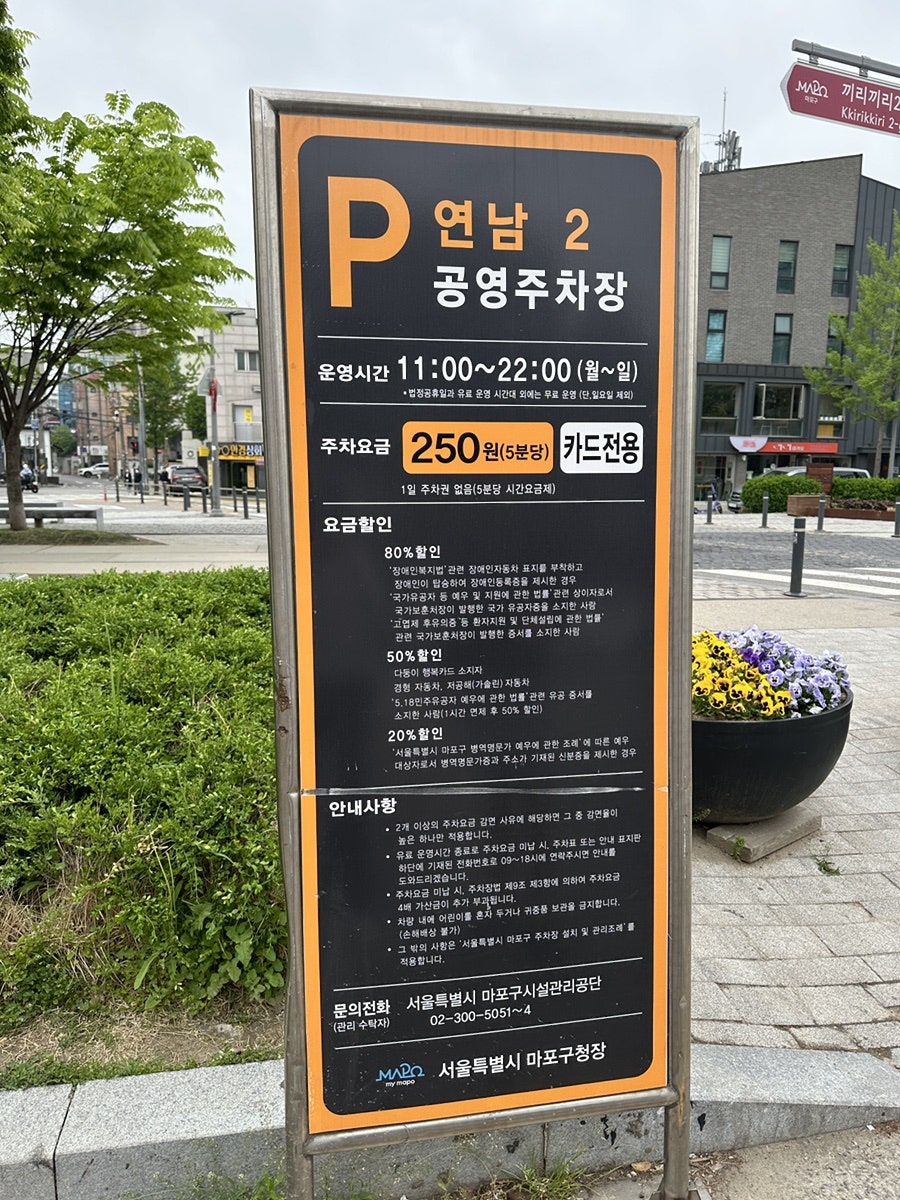 MAPO
마포구
끼리끼리2
Kkirikkiri 2-
P 연남 2
공영주차장
운영시간 11:00~22:00 (월~일)
*법정공휴일과 유료 운영 시간대 외에는 무료 운영 (단,일요일 제외)
주차요금 250원(5분당) 카드전용
1일 주차권 없음(5분당 시간요금제)
요금할인
80%할인
'장애인복지법'관련 장애인자동차 표지를 부착하고
장애인이 탑승하여 장애인등록증을 제시한 경우
'국가유공자 등 예우 및 지원에 관한 법률'관련 상이자로서
국가보훈처장이 발행한 국가 유공자증을 소지한 사람
'고엽제 후유의증 등 환자지원 및 단체설립에 관한 법률'
관련 국가보훈처장이 발행한 증서를 소지한 사람
50%할인
다둥이 행복카드 소지자
경형 자동차, 저공해(가솔린) 자동차
'5.18민주유공자 예우에 관한 법률'관련 유공 증서를
소지한 사람(1시간 면제 후 50% 할인)
20%할인
'서울특별시 마포구 병역명문가 예우에 관한 조례'에 따른 예우
대상자로서 병역명문가증과 주소가 기재된 신분증을 제시한 경우
안내사항
• 2개 이상의 주차요금 감면 사유에 해당하면 그 중 감면율이
높은 하나만 적용합니다.
• 유료 운영시간 종료로 주차요금 미납 시, 주차표 또는 안내 표지판
하단에 기재된 전화번호로 09~18시에 연락주시면 안내를
도와드리겠습니다.
• 주차요금 미납 시, 주차장법 제9조 제3항에 의하여 주차요금
4배 가산금이 추가 부과됩니다.
• 차량 내에 어린이를 혼자 두거나 귀중품 보관을 금지합니다.
(손해배상 불가)
• 그 밖의 사항은 '서울특별시 마포구 주차장 설치 및 관리조례'를
적용합니다.
문의전화 서울특별시 마포구시설관리공단
(관리 수탁자) 02-300-5051~4
MAPO
my mapo
서울특별시 마포구청장